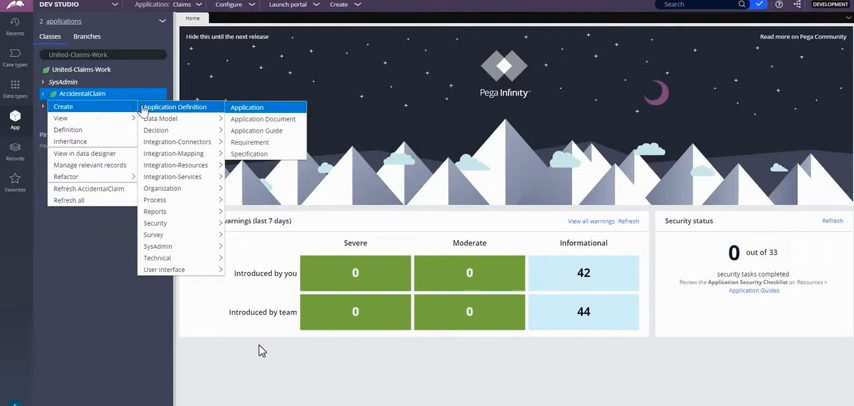 DEV STUDIO
Application: Claims
Configure
Launch portal
Create
Search
DEVELOPMENT
Recents
Case types
Data types
App
Records
Favorites
2 applications
Classes
Branches
United-Claims-Work
United-Claims-Work
SysAdmin
AccidentalClaim
Create
View
Definition
Inheritance
View in data designer
Manage relevant records
Refactor
Refresh AccidentalClaim
Refresh all
Application Definition
Data Model
Decision
Integration-Connectors
Integration-Mapping
Integration-Resources
Integration-Services
Organization
Process
Reports
Security
Survey
SysAdmin
Technical
User Interface
Application
Application Document
Application Guide
Requirement
Specification
Home
Hide this until the next release
Read more on Pega Community
Pega Infinity
warnings (last 7 days)
View all warnings
Refresh
Severe
Moderate
Informational
Introduced by you
0
0
42
Introduced by team
0
0
44
Security status
Refresh
0 out of 33
security tasks completed
Review the Application Security Checklist at: Resources >
Application Guides